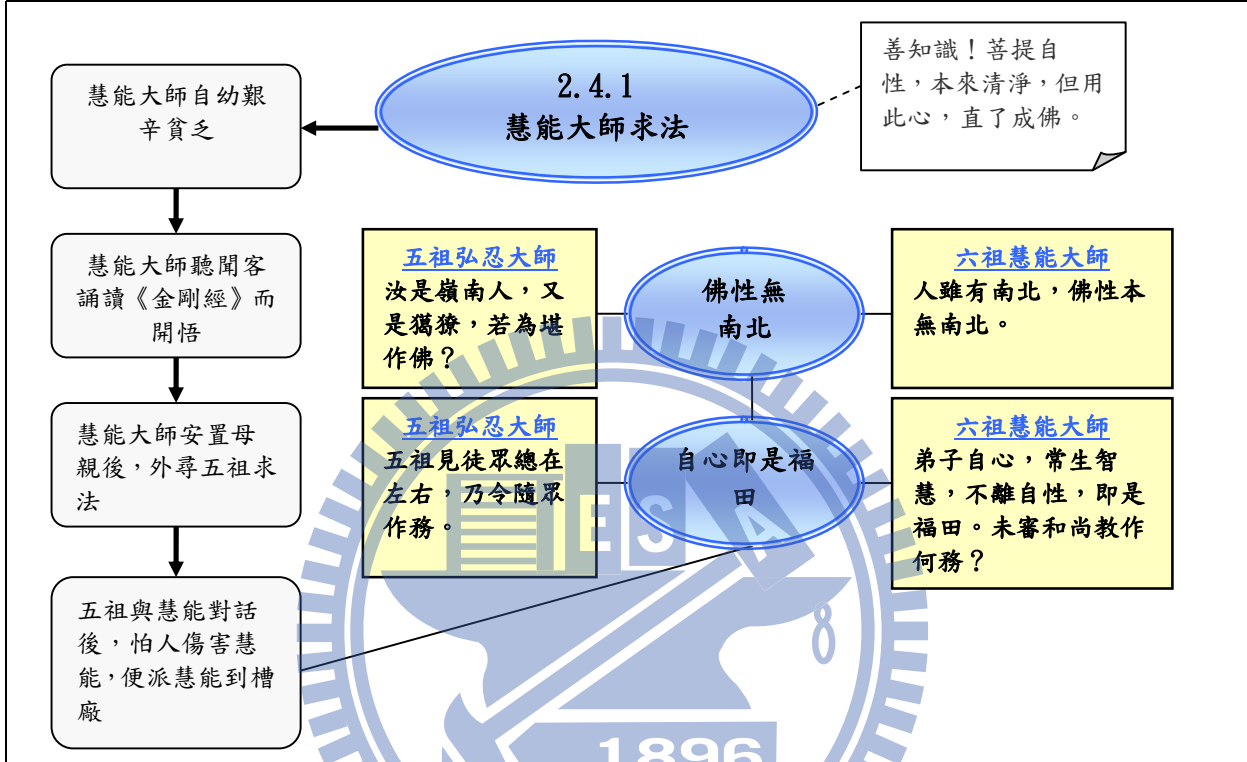 2.4.1
慧能大師求法
善知識！菩提自
性，本來清淨，但用
此心，直了成佛。
慧能大師自幼艱
辛貧乏
慧能大師聽聞客
誦讀《金剛經》而
開悟
慧能大師安置母
親後，外尋五祖求
法
五祖與慧能對話
後，怕人傷害慧
能，便派慧能到槽
廠
五祖弘忍大師
汝是嶺南人，又
是獦獠，若為堪
作佛？
佛性無
南北
六祖慧能大師
人雖有南北，佛性本
無南北。
五祖弘忍大師
五祖見徒眾總在
左右，乃令隨眾
作務。
自心即是福
田
六祖慧能大師
弟子自心，常生智
慧，不離自性，即是
福田。未審和尚教作
何務？
ESA
8
1896